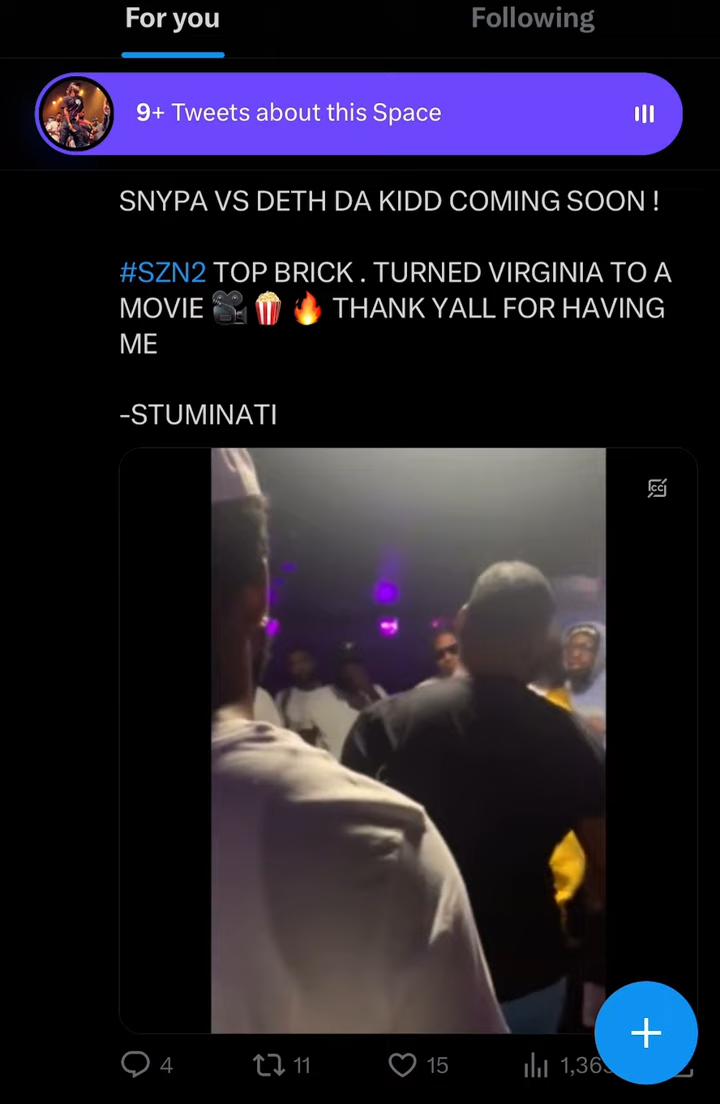 For you Following
9+ Tweets about this Space
SNYPA VS DETH DA KIDD COMING SOON !
#SZN2 TOP BRICK . TURNED VIRGINIA TO A
MOVIE 🎥 🍿 🔥 THANK YALL FOR HAVING
ME
-STUMINATI
CC
4 11 15